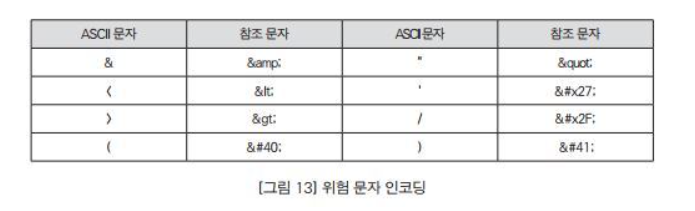 ASCII 문자 참조 문자 ASCII 문자 참조 문자
& &amp; " &quot;
< &lt; ' &#x27;
> &gt; / &#x2F;
( &#40; ) &#41;
[그림 13] 위험 문자 인코딩